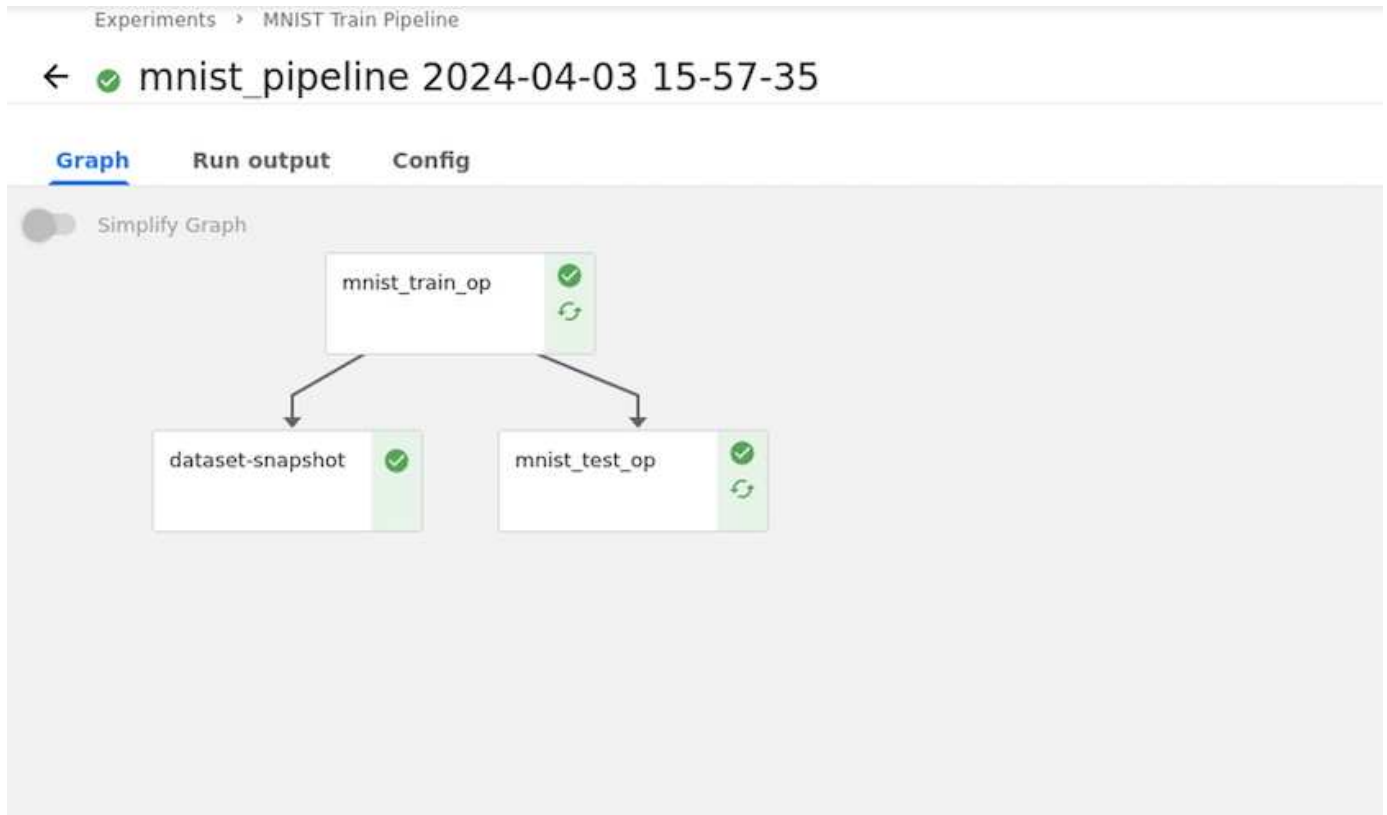 Experiments > MNIST Train Pipeline
mnist_pipeline 2024-04-03 15-57-35
Graph Run output Config
Simplify Graph
mnist_train_op
dataset-snapshot mnist_test_op